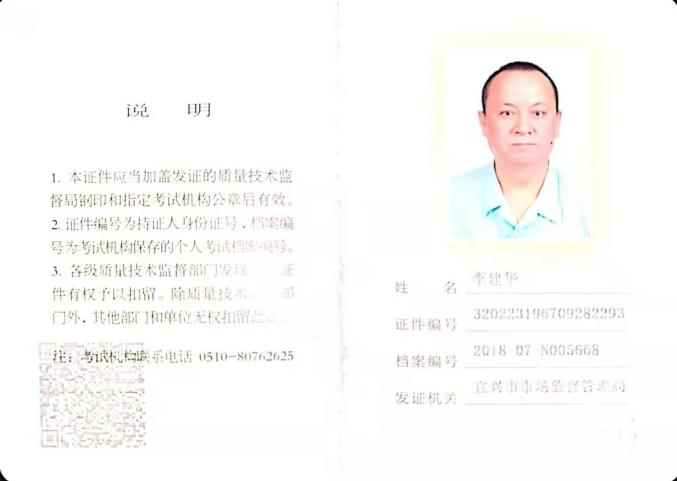 说 明
1. 本证件应当加盖发证的质量技术监
督局钢印和指定考试机构公章后有效。
2. 证件编号为持证人身份证号，档案编
号为考试机构保存的个人考试档案编号。
3. 各级质量技术监督部门发现 证
件有权予以扣留。除质量技术 部
门外，其他部门和单位无权扣留此证。
注：考试机构联系电话 0510-80762625
姓 名 李建华
证件编号 320223196709282293
档案编号 2018-07-N005668
发证机关 宜兴市市场监督管理局